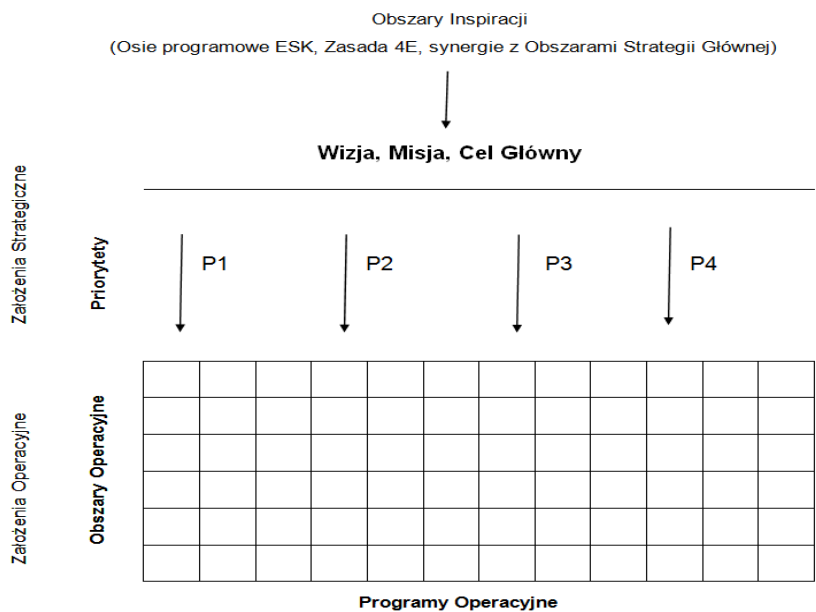 Obszary Inspiracji
(Osie programowe ESK, Zasada 4E, synergie z Obszarami Strategii Głównej)
Wizja, Misja, Cel Główny
Założenia Strategiczne
Priorytety
P1
P2
P3
P4
Założenia Operacyjne
Obszary Operacyjne
Programy Operacyjne